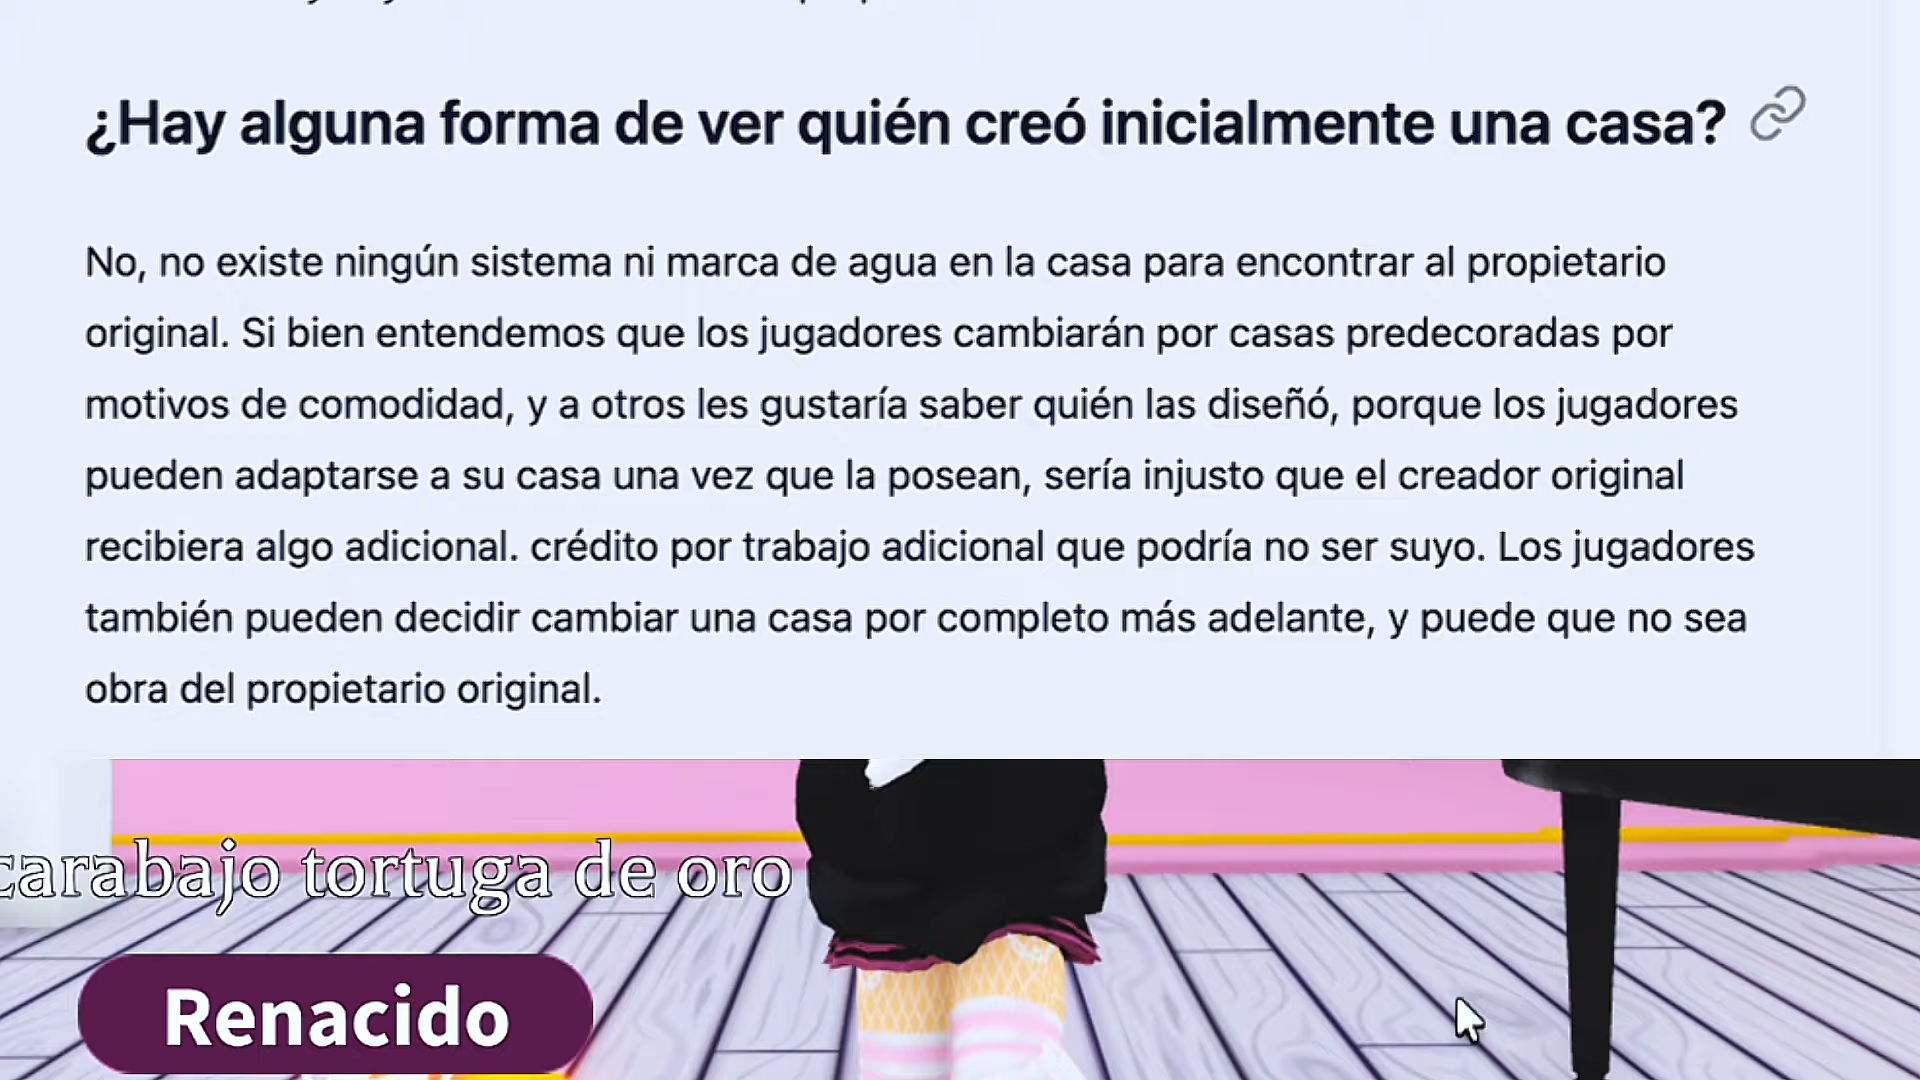 ¿Hay alguna forma de ver quién creó inicialmente una casa?
No, no existe ningún sistema ni marca de agua en la casa para encontrar al propietario
original. Si bien entendemos que los jugadores cambiarán por casas predecoradas por
motivos de comodidad, y a otros les gustaría saber quién las diseñó, porque los jugadores
pueden adaptarse a su casa una vez que la posean, sería injusto que el creador original
recibiera algo adicional. crédito por trabajo adicional que podría no ser suyo. Los jugadores
también pueden decidir cambiar una casa por completo más adelante, y puede que no sea
obra del propietario original.
carabajo tortuga de oro
Renacido